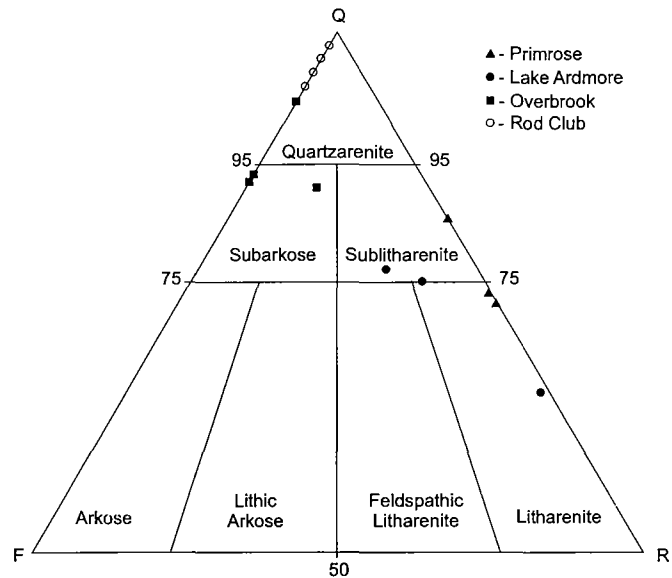 Q
▲ - Primrose
● - Lake Ardmore
■ - Overbrook
○ - Rod Club
Quartzarenite
95
95
Subarkose
Sublitharenite
75
75
Arkose
Lithic
Arkose
Feldspathic
Litharenite
Litharenite
F
50
R